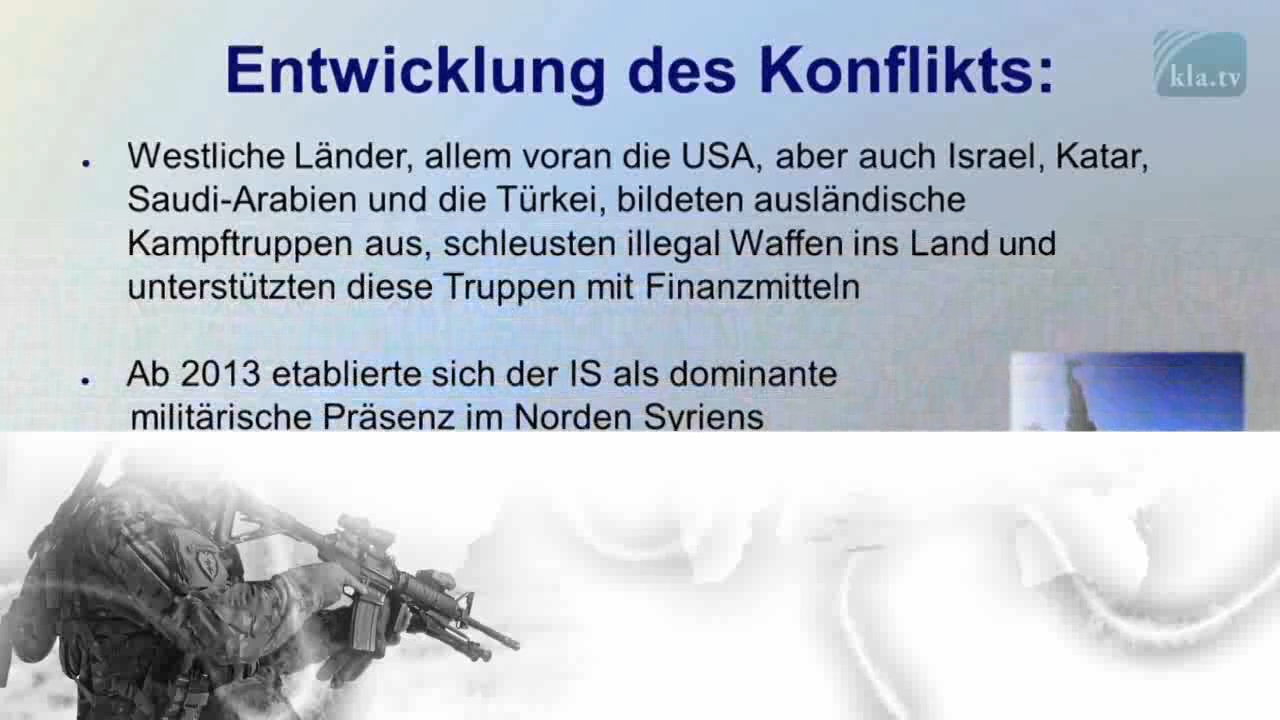 Entwicklung des Konflikts:
kla.tv
• Westliche Länder, allem voran die USA, aber auch Israel, Katar,
Saudi-Arabien und die Türkei, bildeten ausländische
Kampftruppen aus, schleusten illegal Waffen ins Land und
unterstützten diese Truppen mit Finanzmitteln
• Ab 2013 etablierte sich der IS als dominante
militärische Präsenz im Norden Syriens